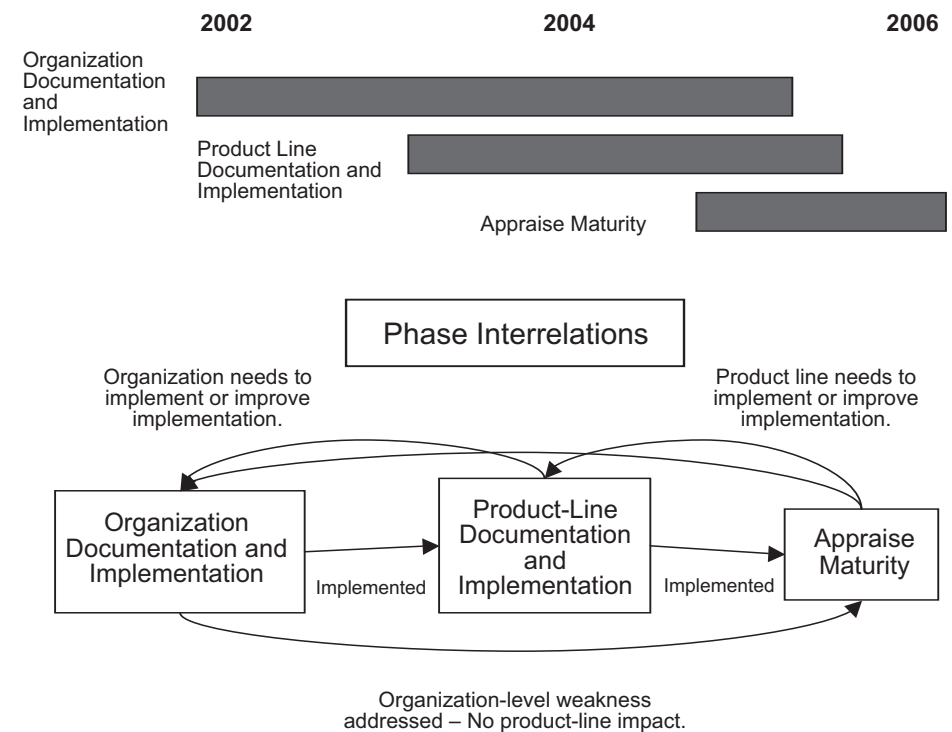 2002 2004 2006
Organization
Documentation
and
Implementation
Product Line
Documentation and
Implementation
Appraise Maturity
Phase Interrelations
Organization needs to
implement or improve
implementation.
Product line needs to
implement or improve
implementation.
Organization
Documentation and
Implementation
Implemented
Product-Line
Documentation
and
Implementation
Implemented
Appraise
Maturity
Organization-level weakness
addressed – No product-line impact.